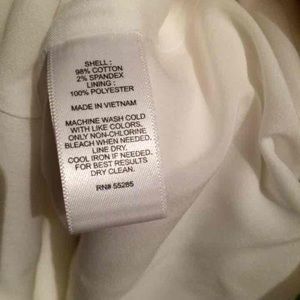 SHELL :
98% COTTON
2% SPANDEX
LINING :
100% POLYESTER
MADE IN VIETNAM
MACHINE WASH COLD
WITH LIKE COLORS,
ONLY NON-CHLORINE
BLEACH WHEN NEEDED.
LINE DRY.
COOL IRON IF NEEDED.
FOR BEST RESULTS
DRY CLEAN.
RN# 55285